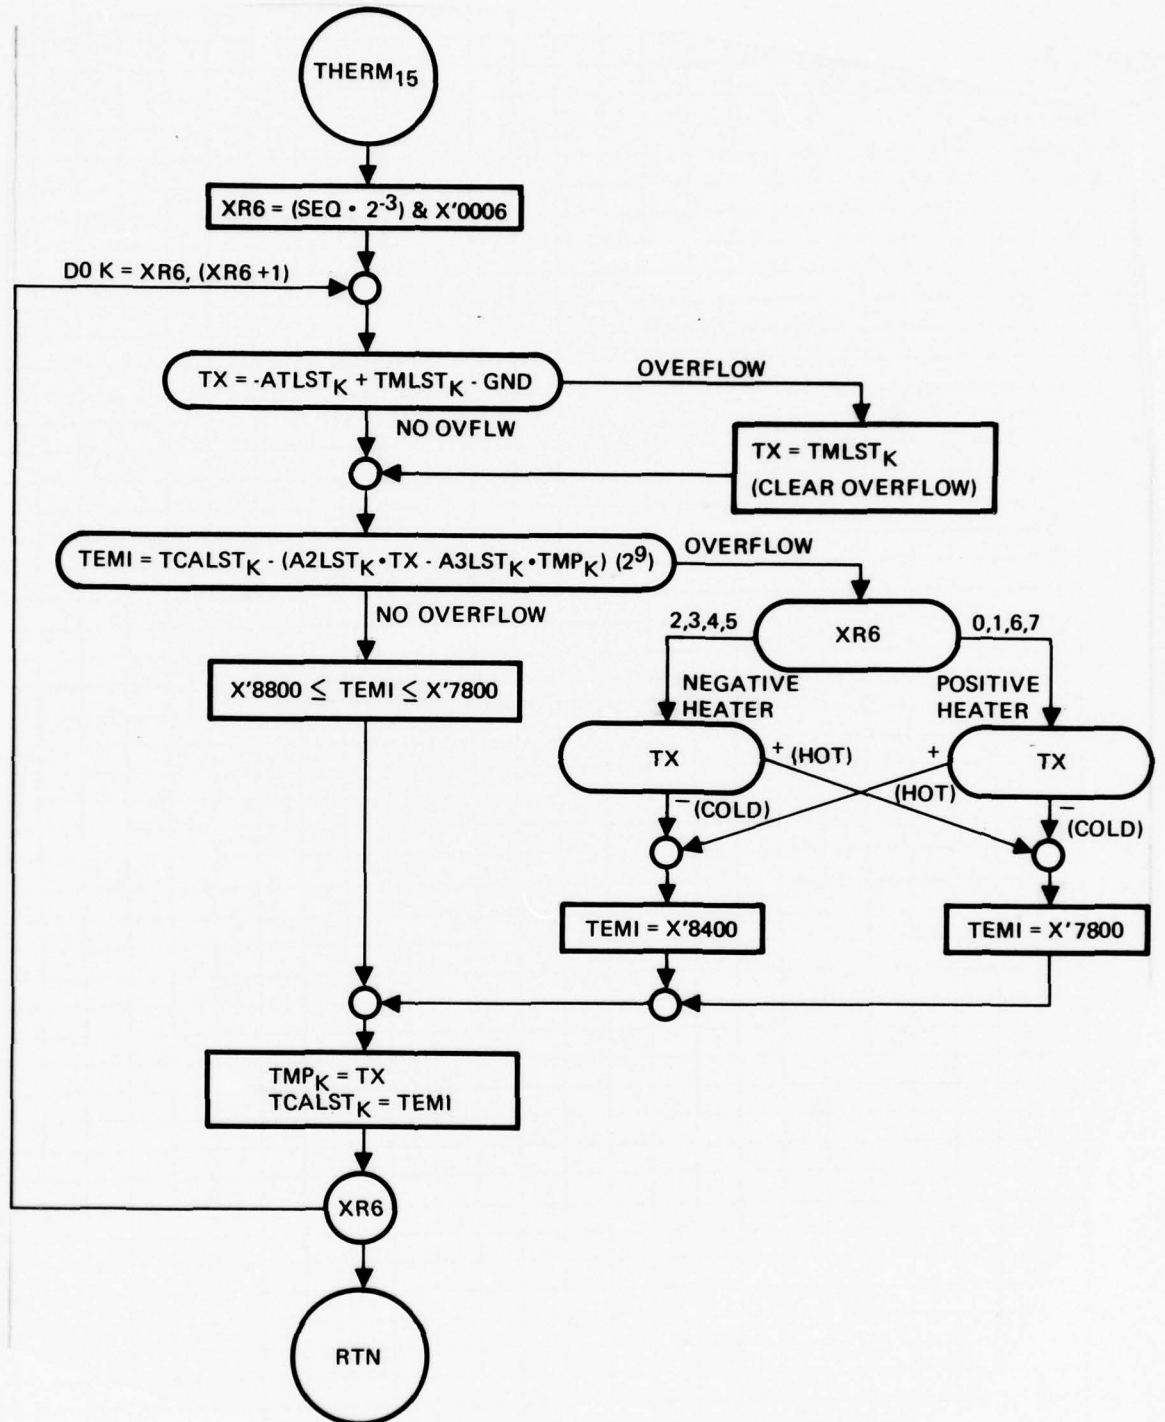 THERM15
XR6 = (SEQ • 2-3) & X'0006
D0 K = XR6, (XR6 +1)
TX = -ATLSTK + TMLSTK - GND
OVERFLOW
NO OVFLW
TX = TMLSTK
(CLEAR OVERFLOW)
TEMI = TCALSTK - (A2LSTK•TX - A3LSTK•TMPK) (29)
OVERFLOW
NO OVERFLOW
2,3,4,5
XR6
0,1,6,7
X'8800 ≤ TEMI ≤ X'7800
NEGATIVE
HEATER
POSITIVE
HEATER
TX
+ (HOT)
+
(HOT)
TX
− (COLD)
− (COLD)
TEMI = X'8400
TEMI = X'7800
TMPK = TX
TCALSTK = TEMI
XR6
RTN